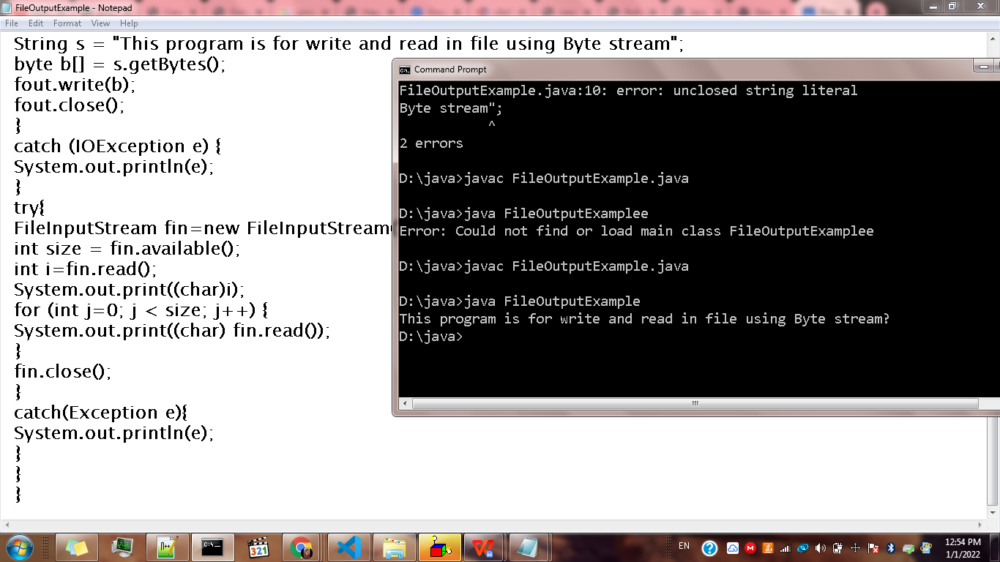 FileOutputExample - Notepad
File Edit Format View Help
String s = "This program is for write and read in file using Byte stream";
byte b[] = s.getBytes();
fout.write(b);
fout.close();
}
catch (IOException e) {
System.out.println(e);
}
try{
FileInputStream fin=new FileInputStream
int size = fin.available();
int i=fin.read();
System.out.print((char)i);
for (int j=0; j < size; j++) {
System.out.print((char) fin.read());
}
fin.close();
}
catch(Exception e){
System.out.println(e);
}
}
}
Command Prompt
FileOutputExample.java:10: error: unclosed string literal
Byte stream";
^
2 errors
D:\java>javac FileOutputExample.java
D:\java>java FileOutputExamplee
Error: Could not find or load main class FileOutputExamplee
D:\java>javac FileOutputExample.java
D:\java>java FileOutputExample
This program is for write and read in file using Byte stream?
D:\java>
EN
12:54 PM
1/1/2022